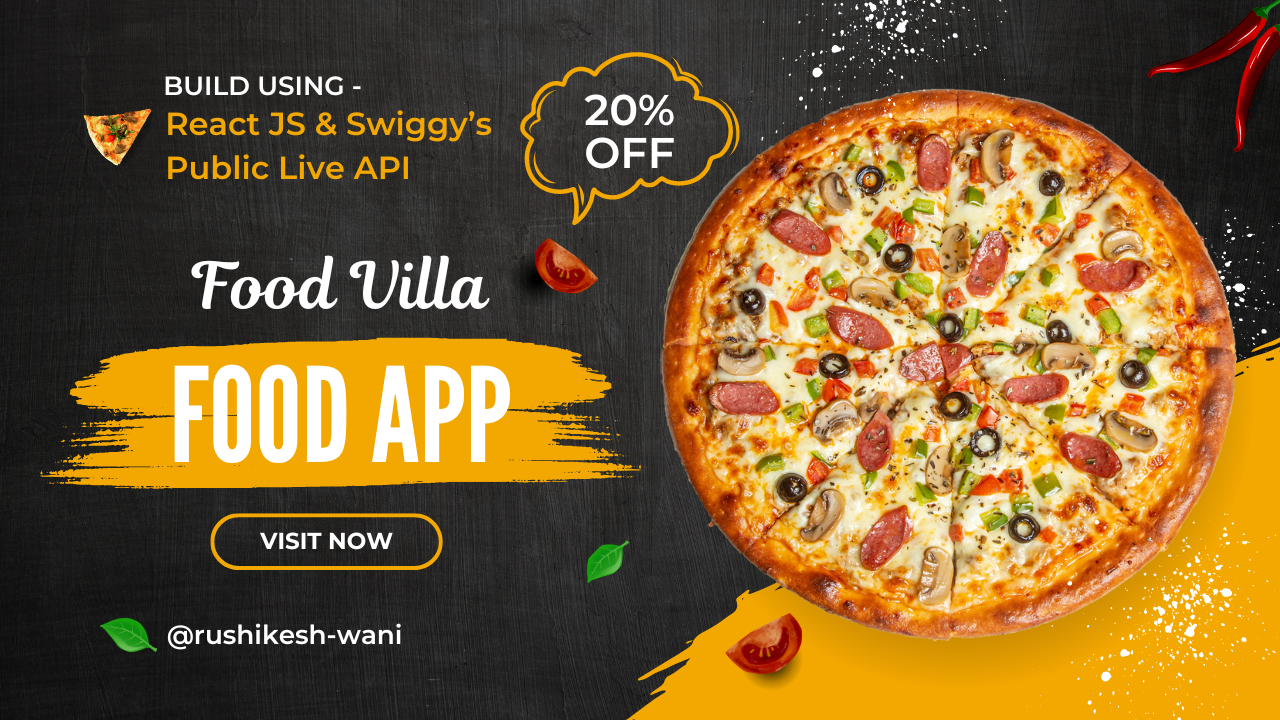 BUILD USING -
React JS & Swiggy’s
Public Live API
20%
OFF
Food Villa
FOOD APP
VISIT NOW
@rushikesh-wani